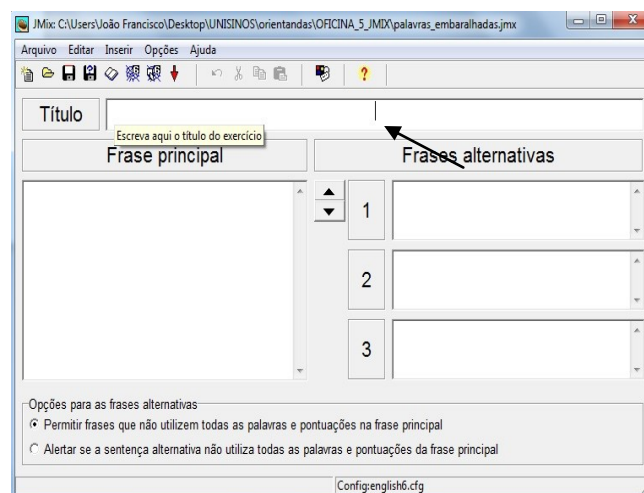 JMix: C:\Users\João Francisco\Desktop\UNISINOS\orientandas\OFICINA_5_JMIX\palavras_embaralhadas.jmx
Arquivo Editar Inserir Opções Ajuda
Título
Escreva aqui o título do exercício
Frase principal
Frases alternativas
1
2
3
Opções para as frases alternativas
Permitir frases que não utilizem todas as palavras e pontuações na frase principal
Alertar se a sentença alternativa não utiliza todas as palavras e pontuações da frase principal
Config:english6.cfg